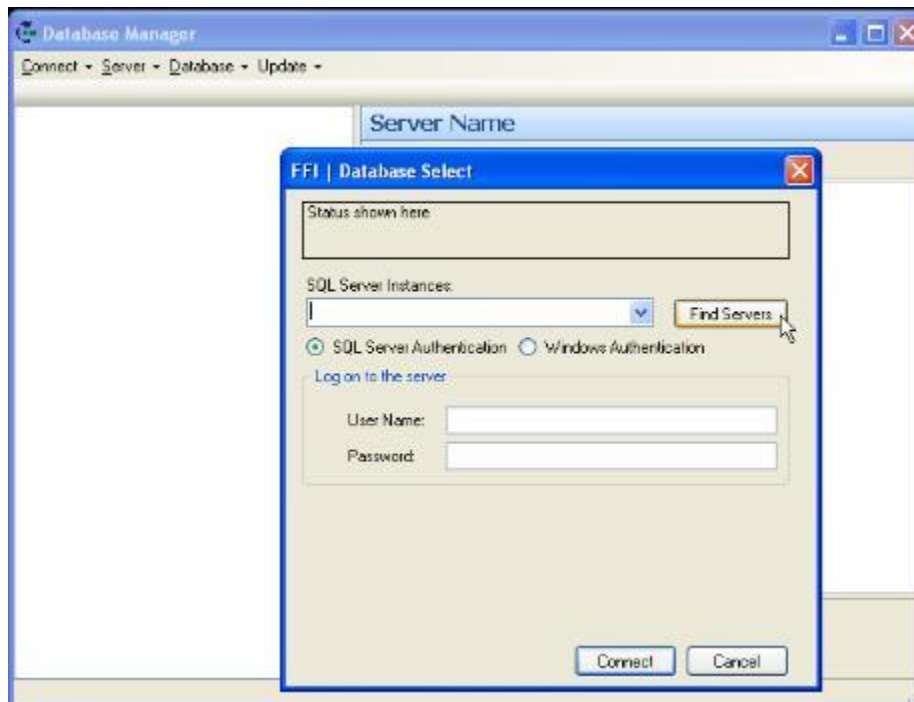 Database Manager
Connect Server Database Update
Server Name
FFI | Database Select
Status shown here
SQL Server Instances:
Find Servers
SQL Server Authentication Windows Authentication
Log on to the server
User Name:
Password:
Connect Cancel